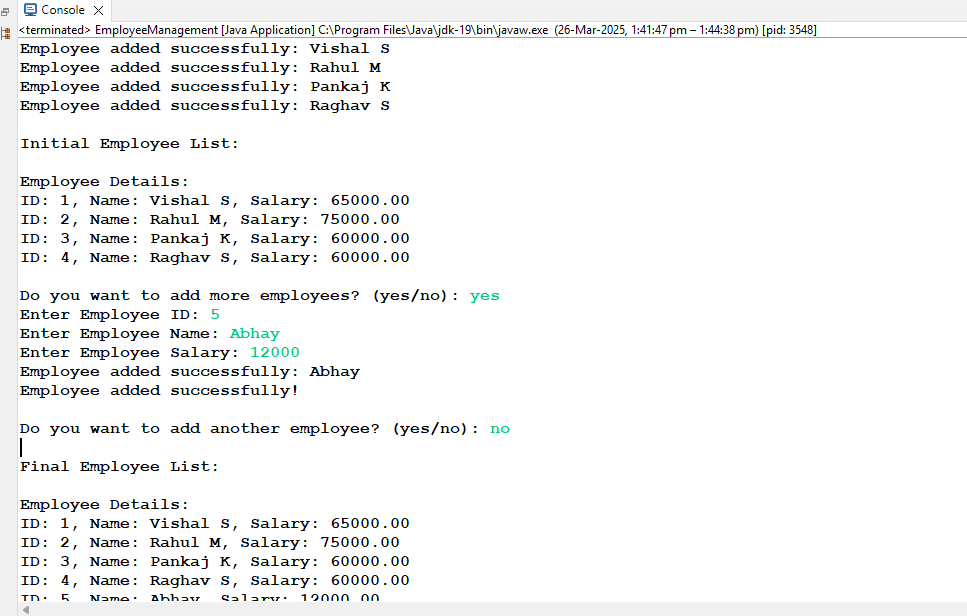 Console
<terminated> EmployeeManagement [Java Application] C:\Program Files\Java\jdk-19\bin\javaw.exe (26-Mar-2025, 1:41:47 pm – 1:44:38 pm) [pid: 3548]
Employee added successfully: Vishal S
Employee added successfully: Rahul M
Employee added successfully: Pankaj K
Employee added successfully: Raghav S
Initial Employee List:
Employee Details:
ID: 1, Name: Vishal S, Salary: 65000.00
ID: 2, Name: Rahul M, Salary: 75000.00
ID: 3, Name: Pankaj K, Salary: 60000.00
ID: 4, Name: Raghav S, Salary: 60000.00
Do you want to add more employees? (yes/no): yes
Enter Employee ID: 5
Enter Employee Name: Abhay
Enter Employee Salary: 12000
Employee added successfully: Abhay
Employee added successfully!
Do you want to add another employee? (yes/no): no
Final Employee List:
Employee Details:
ID: 1, Name: Vishal S, Salary: 65000.00
ID: 2, Name: Rahul M, Salary: 75000.00
ID: 3, Name: Pankaj K, Salary: 60000.00
ID: 4, Name: Raghav S, Salary: 60000.00
ID: 5, Name: Abhay, Salary: 12000.00